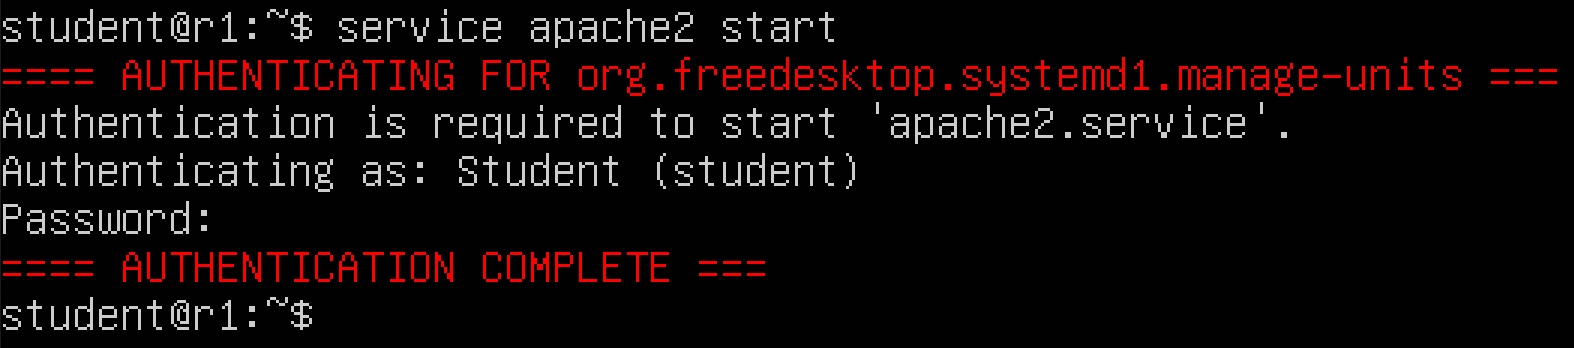 student@r1:~$ service apache2 start
==== AUTHENTICATING FOR org.freedesktop.systemd1.manage-units ===
Authentication is required to start 'apache2.service'.
Authenticating as: Student (student)
Password:
==== AUTHENTICATION COMPLETE ===
student@r1:~$